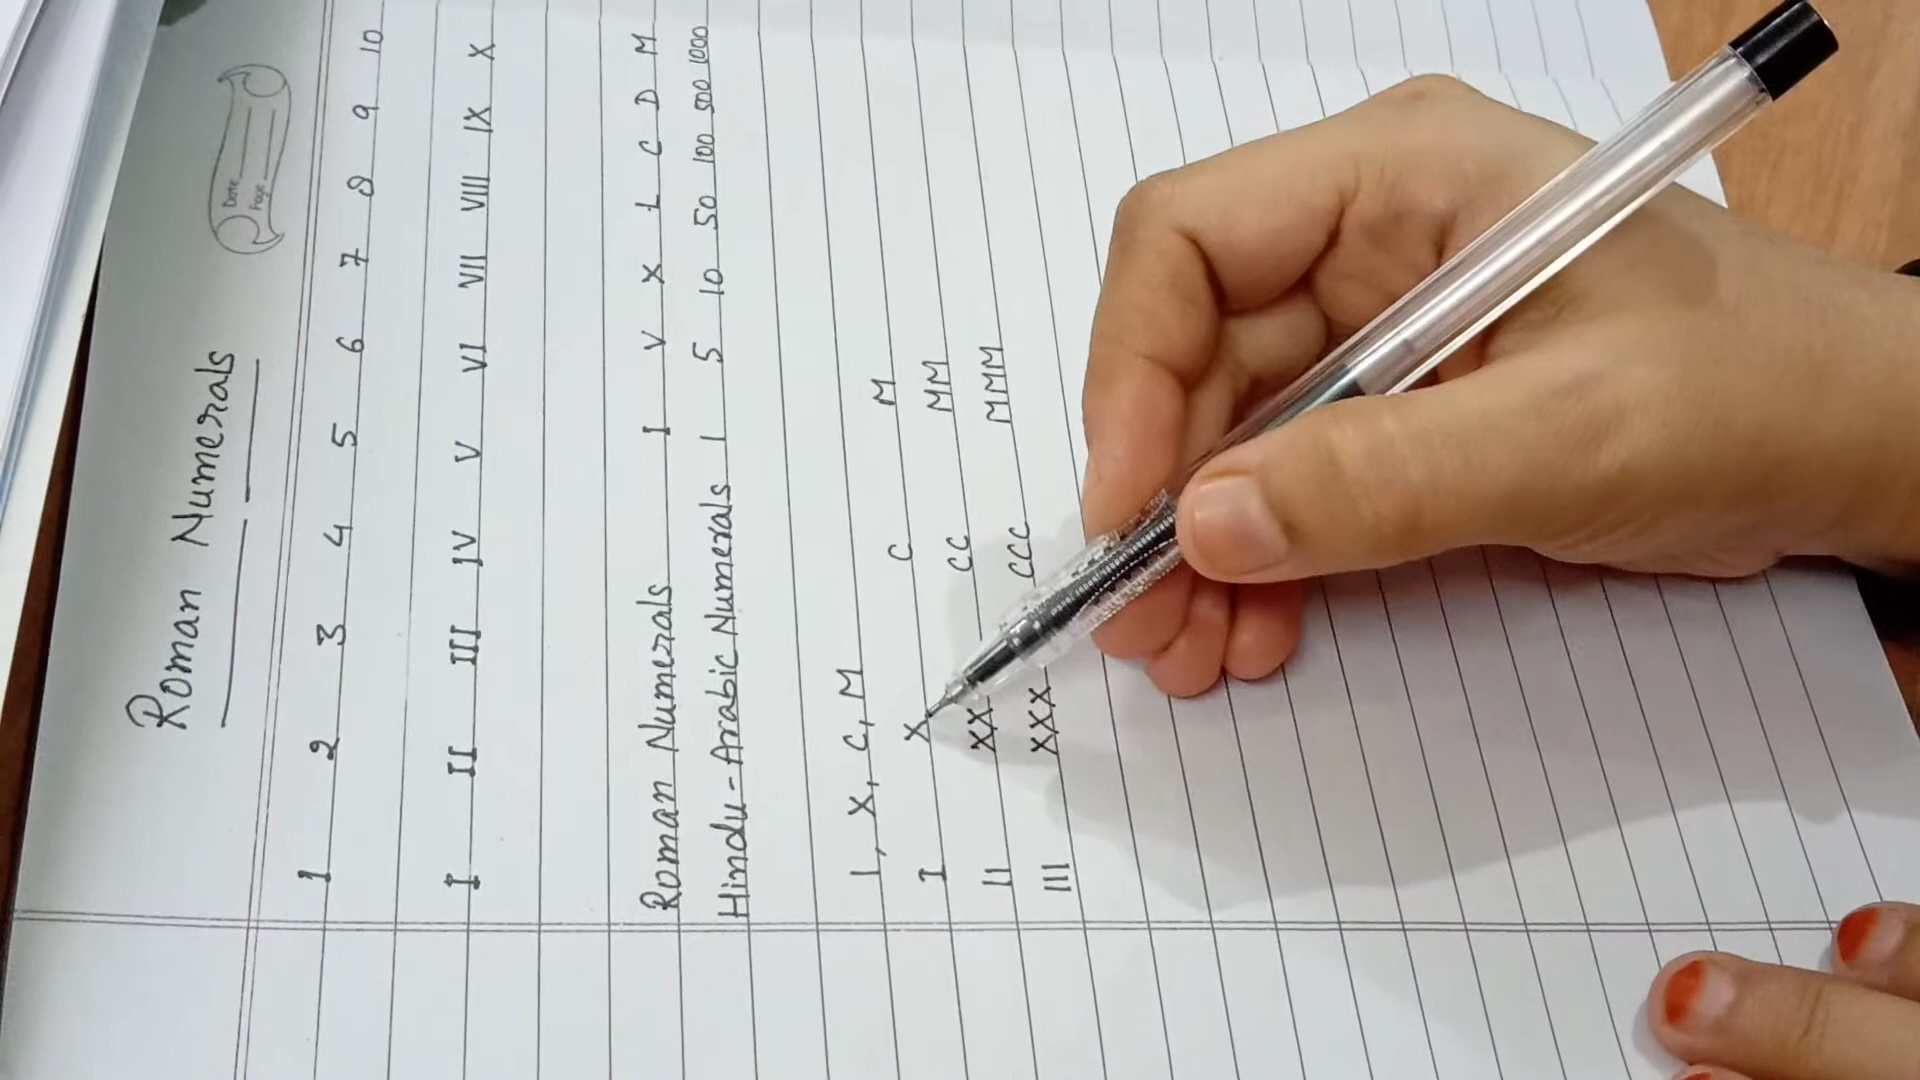 Date
Page
Roman Numerals
1 2 3 4 5 6 7 8 9 10
I II III IV V VI VII VIII IX X
Roman Numerals I V X L C D M
Hindu-Arabic Numerals 1 5 10 50 100 500 1000
I, X, C, M
I X C M
II XX CC MM
III XXX CCC MMM